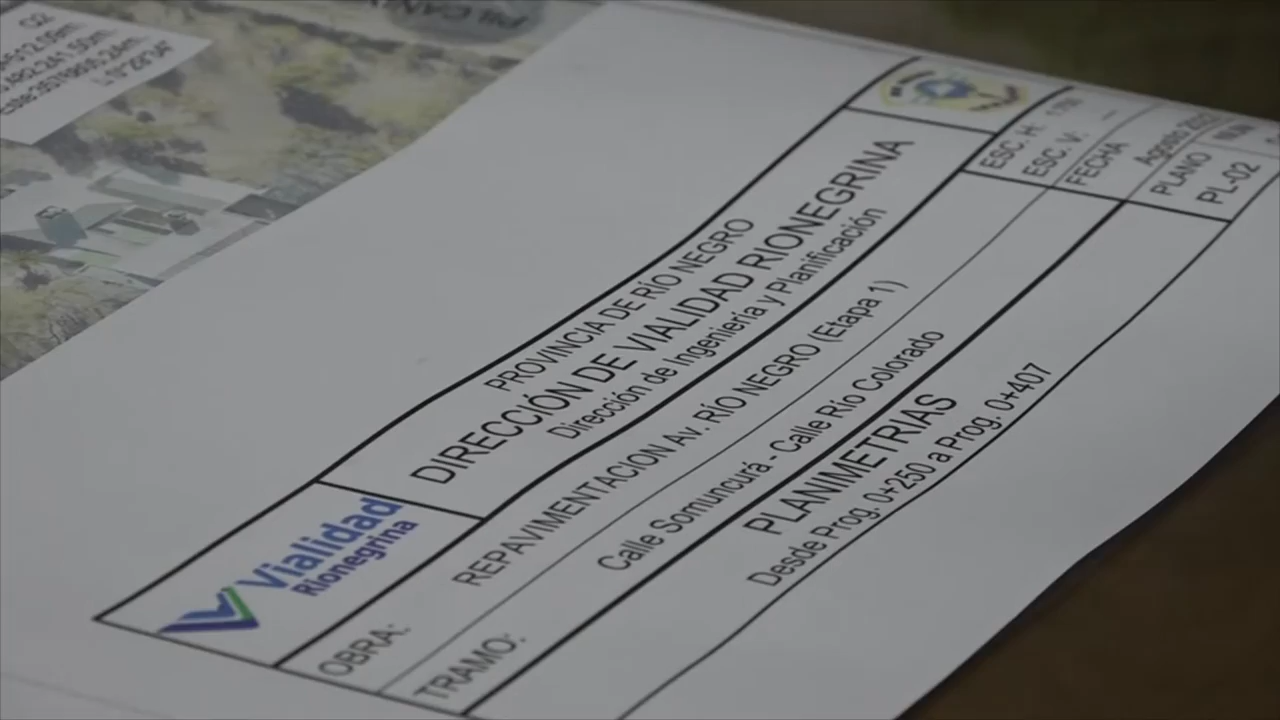 PROVINCIA DE RÍO NEGRO
DIRECCIÓN DE VIALIDAD RIONEGRINA
Dirección de Ingeniería y Planificación
Vialidad
Rionegrina
OBRA: REPAVIMENTACION Av. RÍO NEGRO (Etapa 1)
TRAMO: Calle Somuncurá - Calle Río Colorado
PLANIMETRIAS
Desde Prog. 0+250 a Prog. 0+407
ESC. H:
ESC. V:
FECHA
Agosto
PLANO
PL-02